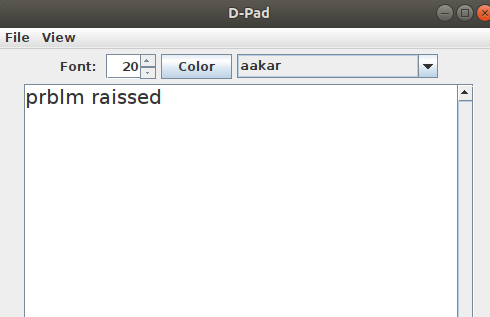 D-Pad
File View
Font: 20 Color aakar
prblm raissed